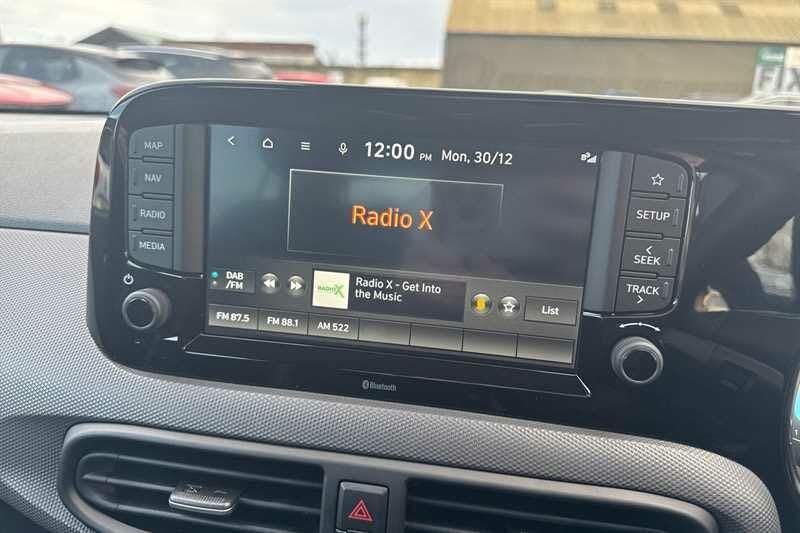 FIX
MAP
NAV
RADIO
MEDIA
12:00 PM Mon, 30/12
Radio X
DAB
/FM
RADIO X
Radio X - Get Into
the Music
List
FM 87.5 FM 88.1 AM 522
SETUP
SEEK
TRACK
Bluetooth